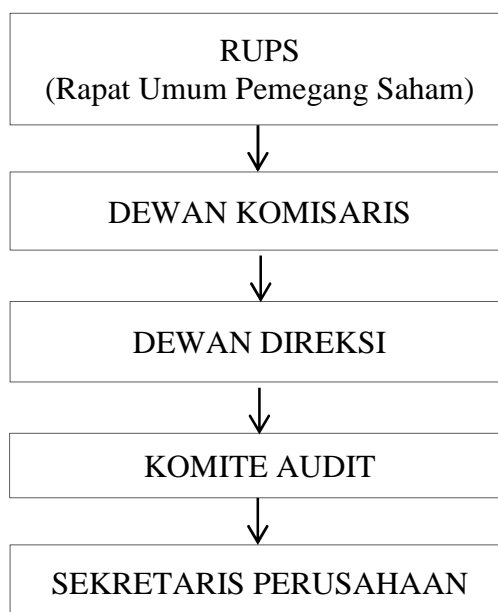 RUPS
(Rapat Umum Pemegang Saham)
DEWAN KOMISARIS
DEWAN DIREKSI
KOMITE AUDIT
SEKRETARIS PERUSAHAAN